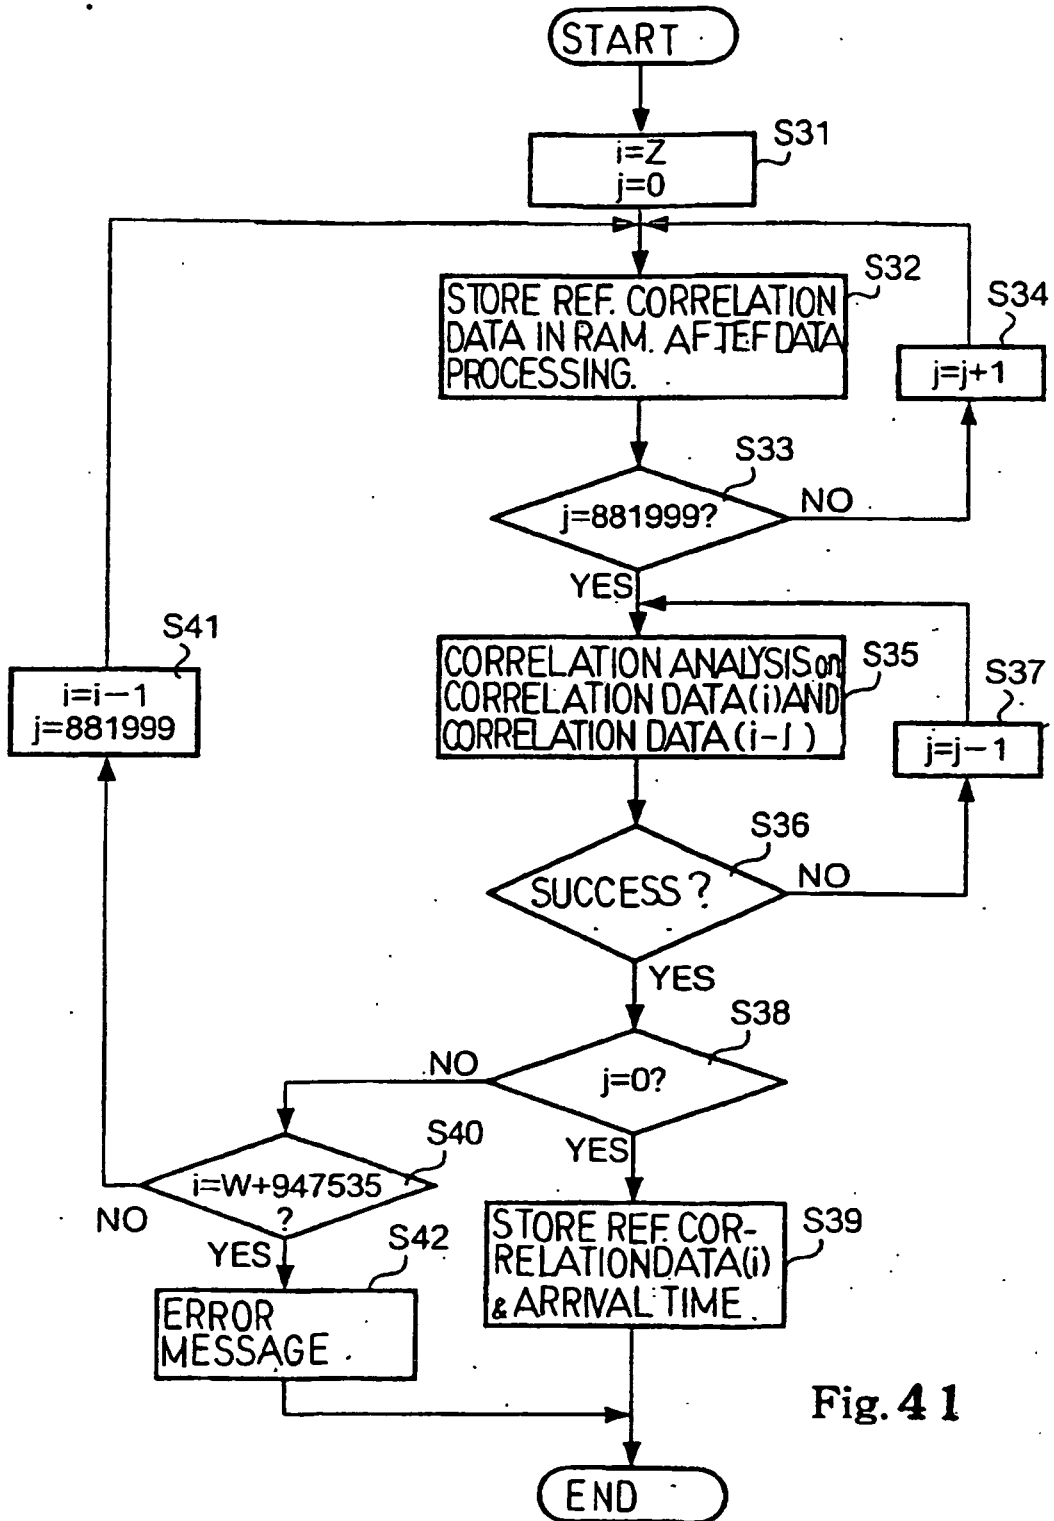 START
S31
i=Z
j=0
S32
STORE REF. CORRELATION
DATA IN RAM. AFTEF DATA
PROCESSING.
S34
j=j+1
S33
j=881999?
NO
YES
S41
i=i-1
j=881999
S35
CORRELATION ANALYSIS on
CORRELATION DATA(i)AND
CORRELATION DATA(i-J)
S37
j=j-1
S36
SUCCESS?
NO
YES
S38
j=0?
NO
YES
S40
i=W+947535
?
NO
YES
S42
ERROR
MESSAGE
S39
STORE REF. COR-
RELATIONDATA(i)
& ARRIVAL TIME
Fig. 41
END